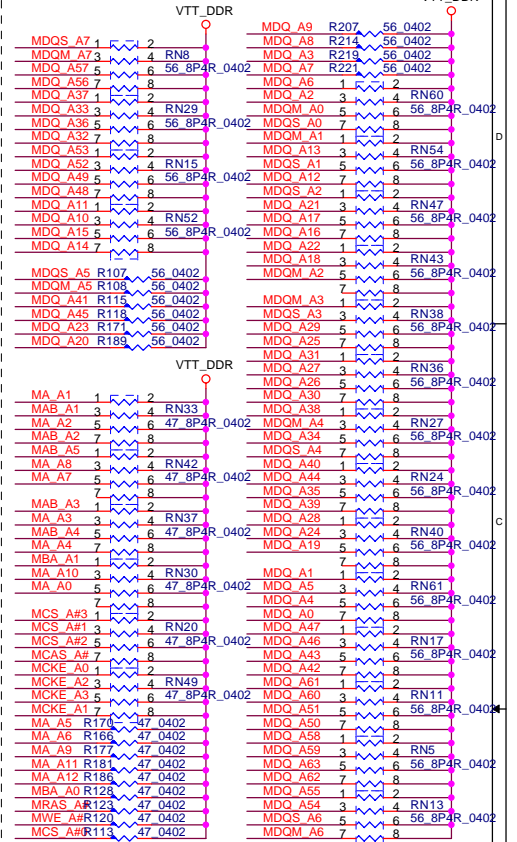 VTT_DDR
MDQS_A7 1 2
MDQM_A7 3 4 RN8
MDQ_A57 5 6 56_8P4R_0402
MDQ_A56 7 8
MDQ_A37 1 2
MDQ_A33 3 4 RN29
MDQ_A36 5 6 56_8P4R_0402
MDQ_A32 7 8
MDQ_A53 1 2
MDQ_A52 3 4 RN15
MDQ_A49 5 6 56_8P4R_0402
MDQ_A48 7 8
MDQ_A11 1 2
MDQ_A10 3 4 RN52
MDQ_A15 5 6 56_8P4R_0402
MDQ_A14 7 8
MDQS_A5 R107 56_0402
MDQM_A5 R108 56_0402
MDQ_A41 R115 56_0402
MDQ_A45 R118 56_0402
MDQ_A23 R171 56_0402
MDQ_A20 R189 56_0402
VTT_DDR
MA_A1 1 2
MAB_A1 3 4 RN33
MA_A2 5 6 47_8P4R_0402
MAB_A2 7 8
MAB_A5 1 2
MA_A8 3 4 RN42
MA_A7 5 6 47_8P4R_0402
7 8
MAB_A3 1 2
MA_A3 3 4 RN37
MAB_A4 5 6 47_8P4R_0402
MA_A4 7 8
MBA_A1 1 2
MA_A10 3 4 RN30
MA_A0 5 6 47_8P4R_0402
7 8
MCS_A#3 1 2
MCS_A#1 3 4 RN20
MCS_A#2 5 6 47_8P4R_0402
MCAS_A# 7 8
MCKE_A0 1 2
MCKE_A2 3 4 RN49
MCKE_A3 5 6 47_8P4R_0402
MCKE_A1 7 8
MA_A5 R170 47_0402
MA_A6 R166 47_0402
MA_A9 R177 47_0402
MA_A11 R181 47_0402
MA_A12 R186 47_0402
MBA_A0 R128 47_0402
MRAS_A# R123 47_0402
MWE_A# R120 47_0402
MCS_A#0 R113 47_0402
MDQ_A9 R207 56_0402
MDQ_A8 R214 56_0402
MDQ_A3 R219 56_0402
MDQ_A7 R221 56_0402
MDQ_A6 1 2
MDQ_A2 3 4 RN60
MDQM_A0 5 6 56_8P4R_0402
MDQS_A0 7 8
MDQM_A1 1 2
MDQ_A13 3 4 RN54
MDQS_A1 5 6 56_8P4R_0402
MDQ_A12 7 8
MDQS_A2 1 2
MDQ_A21 3 4 RN47
MDQ_A17 5 6 56_8P4R_0402
MDQ_A16 7 8
MDQ_A22 1 2
MDQ_A18 3 4 RN43
MDQM_A2 5 6 56_8P4R_0402
7 8
MDQM_A3 1 2
MDQS_A3 3 4 RN38
MDQ_A29 5 6 56_8P4R_0402
MDQ_A25 7 8
MDQ_A31 1 2
MDQ_A27 3 4 RN36
MDQ_A26 5 6 56_8P4R_0402
MDQ_A30 7 8
MDQ_A38 1 2
MDQM_A4 3 4 RN27
MDQ_A34 5 6 56_8P4R_0402
MDQS_A4 7 8
MDQ_A40 1 2
MDQ_A44 3 4 RN24
MDQ_A35 5 6 56_8P4R_0402
MDQ_A39 7 8
MDQ_A28 1 2
MDQ_A24 3 4 RN40
MDQ_A19 5 6 56_8P4R_0402
7 8
MDQ_A1 1 2
MDQ_A5 3 4 RN61
MDQ_A4 5 6 56_8P4R_0402
MDQ_A0 7 8
MDQ_A47 1 2
MDQ_A46 3 4 RN17
MDQ_A43 5 6 56_8P4R_0402
MDQ_A42 7 8
MDQ_A61 1 2
MDQ_A60 3 4 RN11
MDQ_A51 5 6 56_8P4R_0402
MDQ_A50 7 8
MDQ_A58 1 2
MDQ_A59 3 4 RN5
MDQ_A63 5 6 56_8P4R_0402
MDQ_A62 7 8
MDQ_A55 1 2
MDQ_A54 3 4 RN13
MDQS_A6 5 6 56_8P4R_0402
MDQM_A6 7 8
D
C